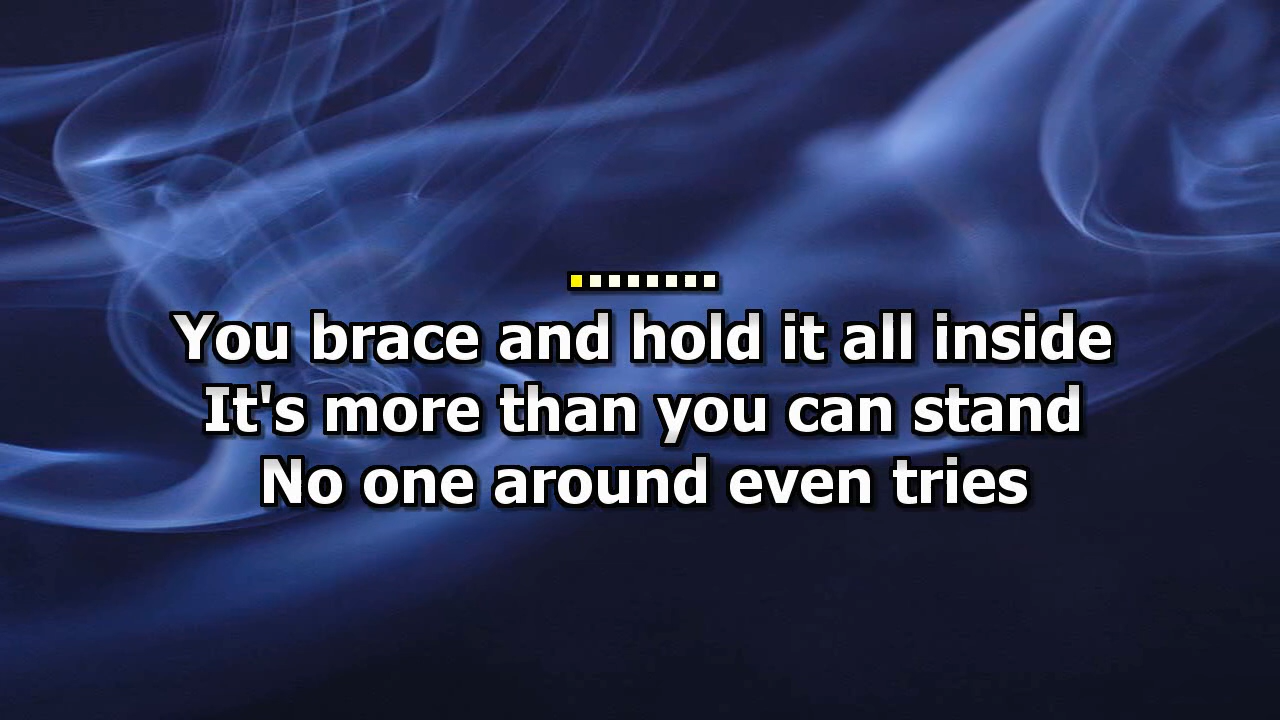 You brace and hold it all inside
It's more than you can stand
No one around even tries